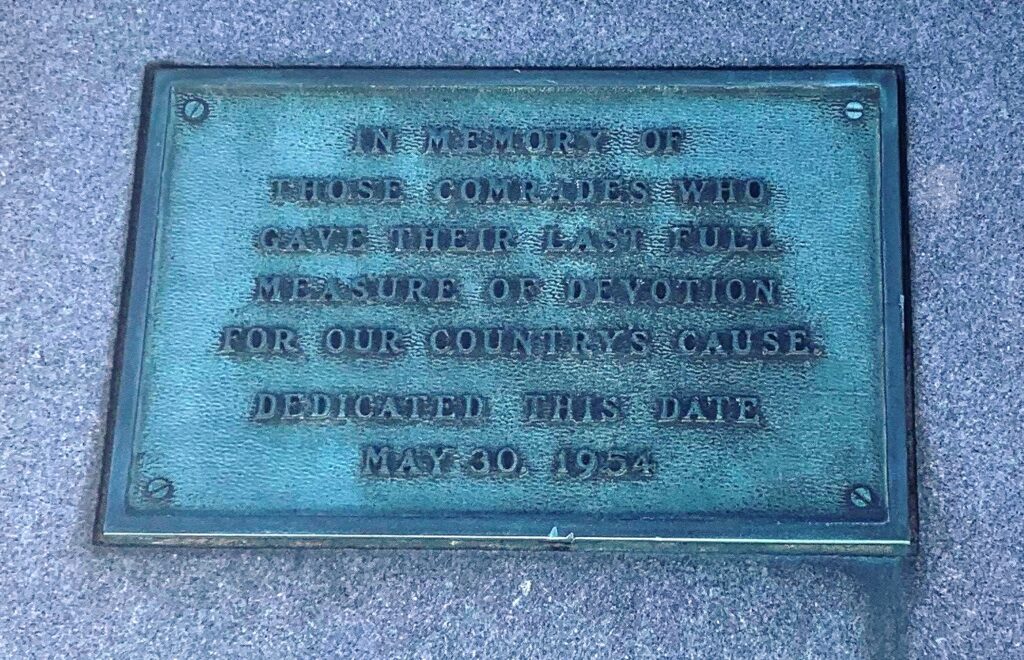 IN MEMORY OF
THOSE COMRADES WHO
GAVE THEIR LAST FULL
MEASURE OF DEVOTION
FOR OUR COUNTRY'S CAUSE.
DEDICATED THIS DATE
MAY 30, 1954